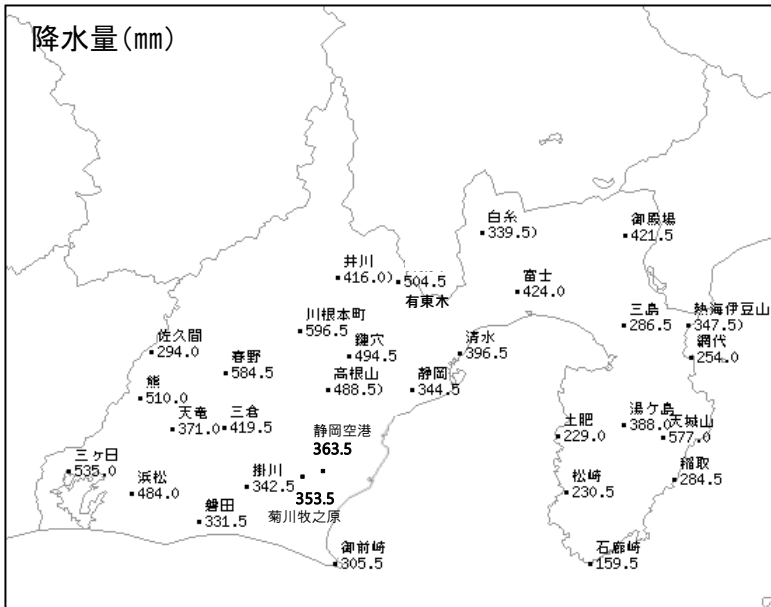 降水量(mm)
白糸
339.5)
御殿場
421.5
井川
416.0)
504.5
有東木
富士
424.0
川根本町
596.5
三島
286.5
熱海伊豆山
347.5)
佐久間
294.0
鍵穴
494.5
清水
396.5
網代
254.0
春野
584.5
高根山
488.5)
静岡
344.5
熊
510.0
天竜
371.0
三倉
419.5
静岡空港
363.5
土肥
229.0
湯ケ島
388.0
天城山
577.0
三ヶ日
535.0
浜松
484.0
掛川
342.5
353.5
菊川牧之原
松崎
230.5
稲取
284.5
磐田
331.5
御前崎
305.5
石廊崎
159.5